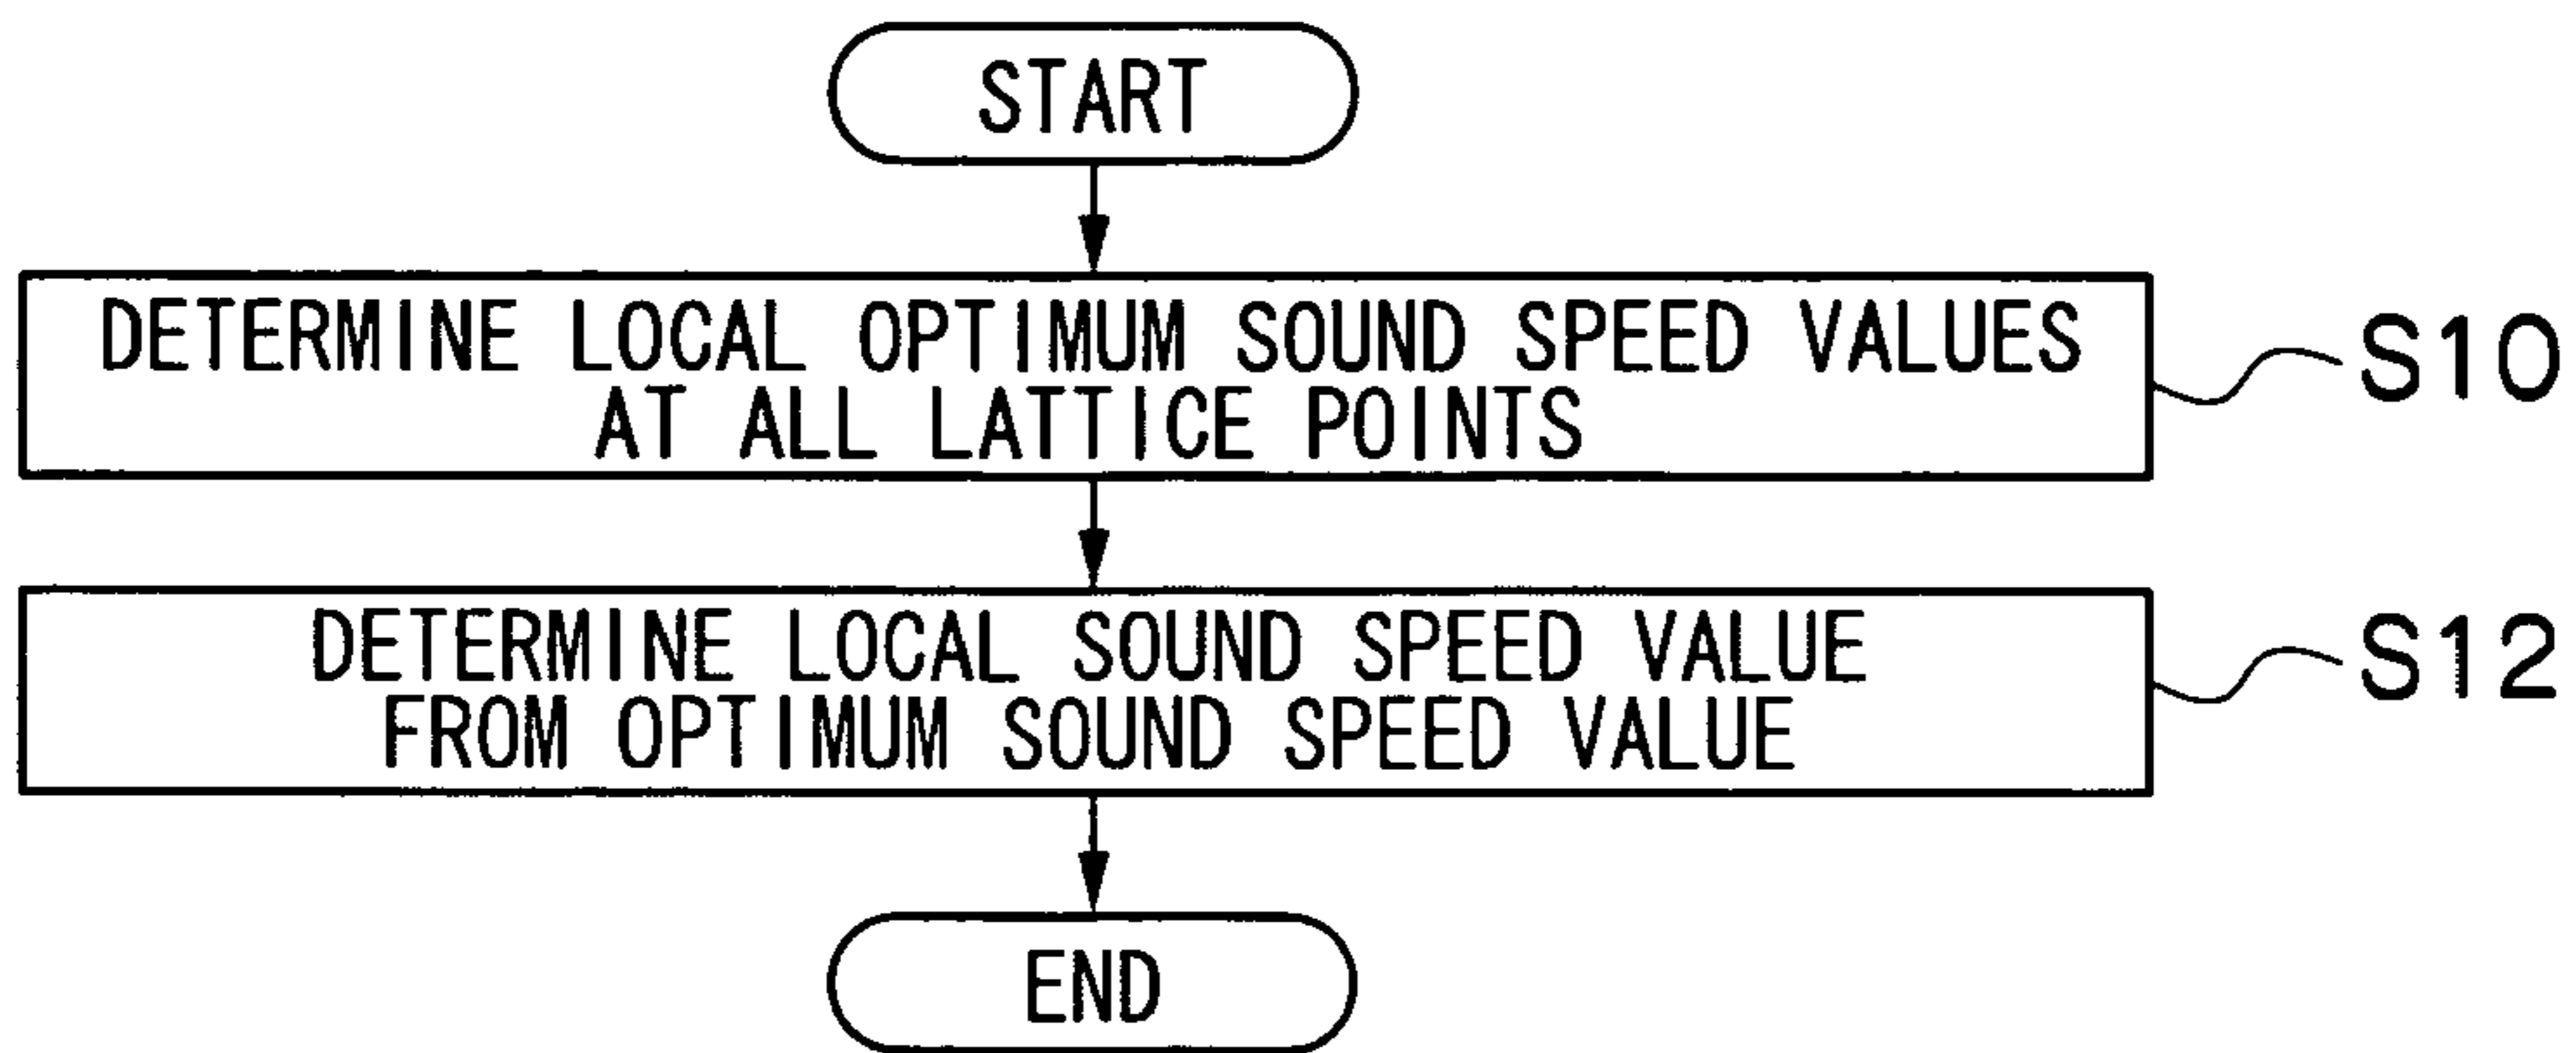 START
DETERMINE LOCAL OPTIMUM SOUND SPEED VALUES
AT ALL LATTICE POINTS
S10
DETERMINE LOCAL SOUND SPEED VALUE
FROM OPTIMUM SOUND SPEED VALUE
S12
END